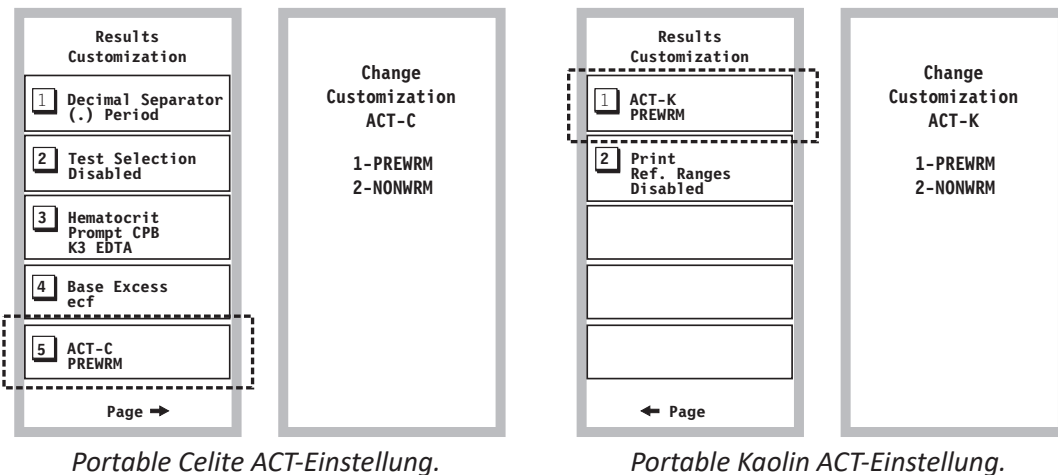 Results
Customization
1 Decimal Separator
(.) Period
2 Test Selection
Disabled
3 Hematocrit
Prompt CPB
K3 EDTA
4 Base Excess
ecf
5 ACT-C
PREWRM
Page →
Change
Customization
ACT-C
1-PREWRM
2-NONWRM
Portable Celite ACT-Einstellung.
Results
Customization
1 ACT-K
PREWRM
2 Print
Ref. Ranges
Disabled
← Page
Change
Customization
ACT-K
1-PREWRM
2-NONWRM
Portable Kaolin ACT-Einstellung.